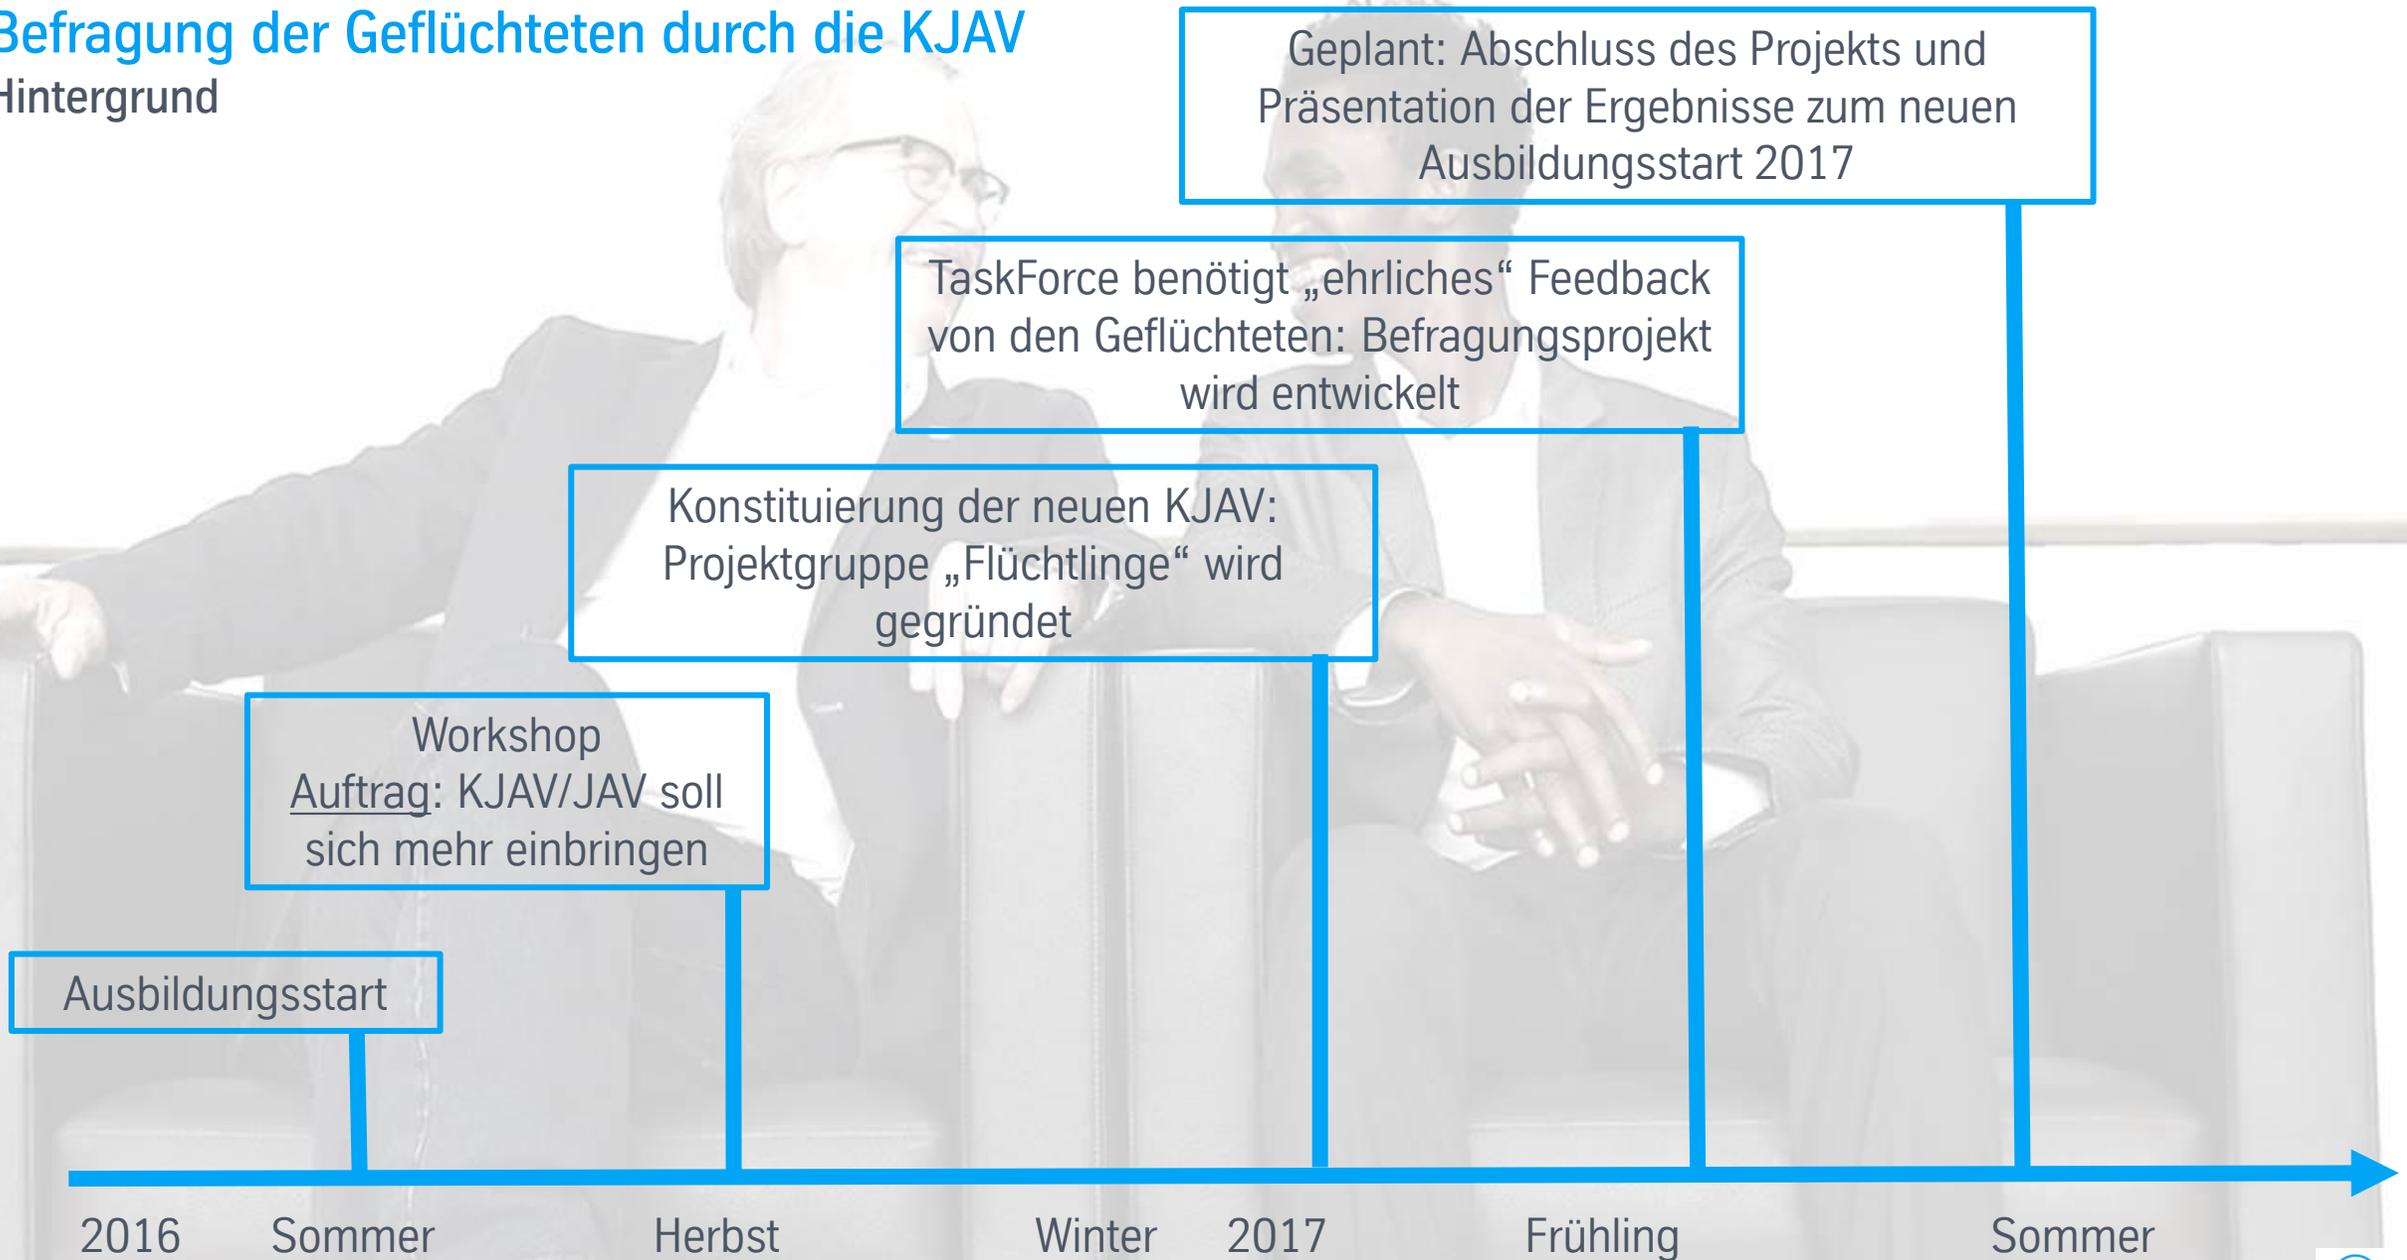 Befragung der Geflüchteten durch die KJAV
Hintergrund
Geplant: Abschluss des Projekts und
Präsentation der Ergebnisse zum neuen
Ausbildungsstart 2017
TaskForce benötigt „ehrliches“ Feedback
von den Geflüchteten: Befragungsprojekt
wird entwickelt
Konstituierung der neuen KJAV:
Projektgruppe „Flüchtlinge“ wird
gegründet
Workshop
Auftrag: KJAV/JAV soll
sich mehr einbringen
Ausbildungsstart
2016 Sommer Herbst Winter 2017 Frühling Sommer